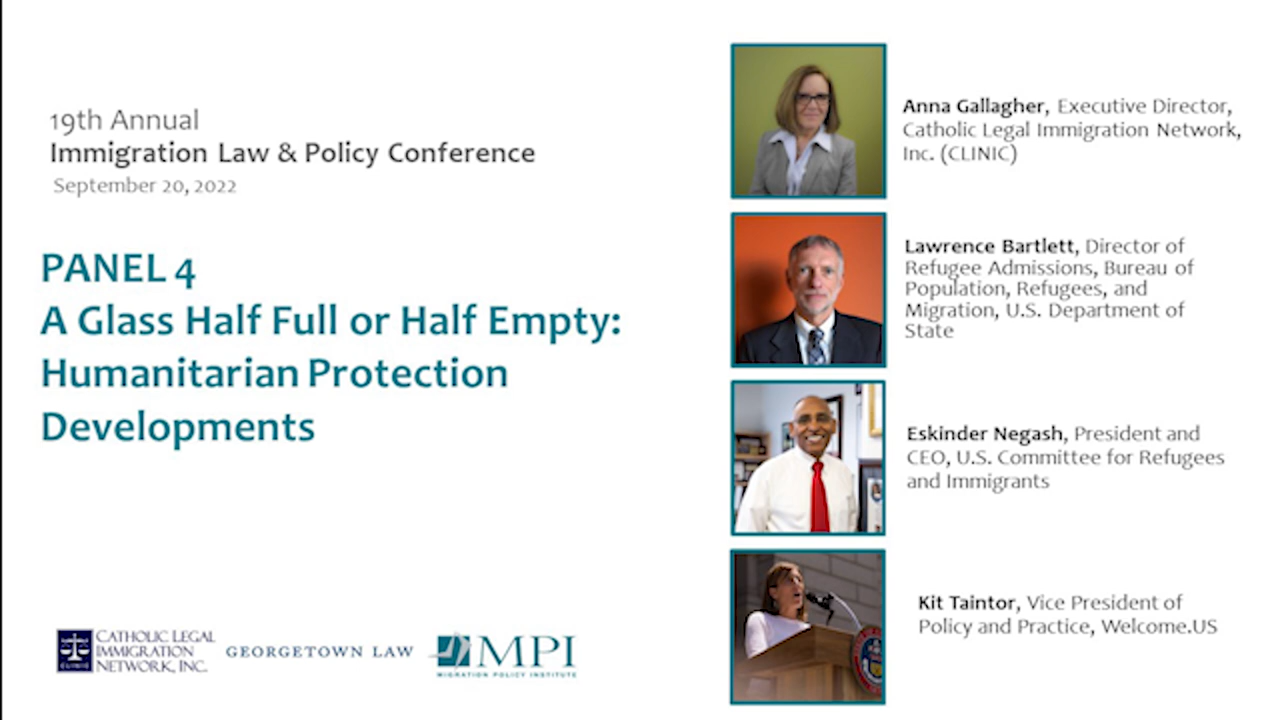 19th Annual
Immigration Law & Policy Conference
September 20, 2022
PANEL 4
A Glass Half Full or Half Empty:
Humanitarian Protection
Developments
Anna Gallagher, Executive Director,
Catholic Legal Immigration Network,
Inc. (CLINIC)
Lawrence Bartlett, Director of
Refugee Admissions, Bureau of
Population, Refugees, and
Migration, U.S. Department of
State
Eskinder Negash, President and
CEO, U.S. Committee for Refugees
and Immigrants
Kit Taintor, Vice President of
Policy and Practice, Welcome.US
CLINIC
CATHOLIC LEGAL
IMMIGRATION
NETWORK, INC.
GEORGETOWN LAW
MPI
MIGRATION POLICY INSTITUTE